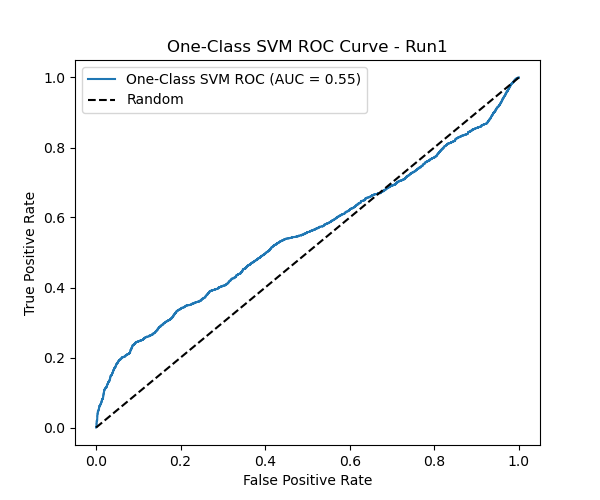 One-Class SVM ROC Curve - Run1
One-Class SVM ROC (AUC = 0.55)
Random
True Positive Rate
1.0
0.8
0.6
0.4
0.2
0.0
0.0 0.2 0.4 0.6 0.8 1.0
False Positive Rate